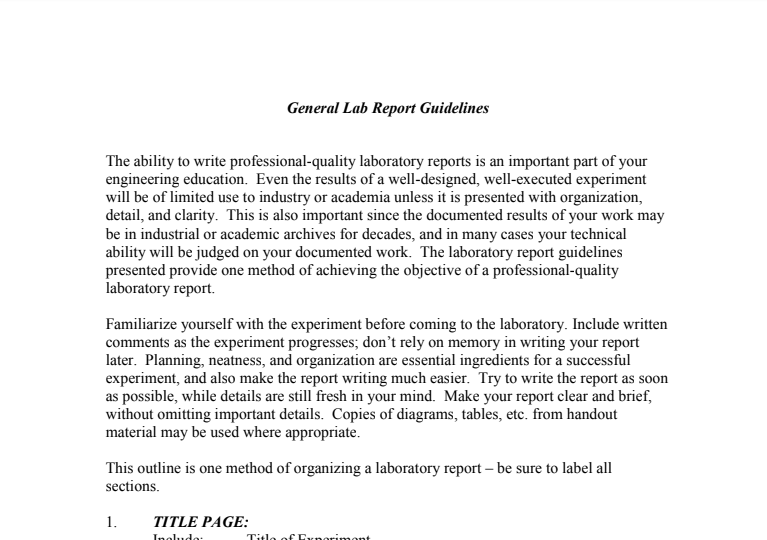 General Lab Report Guidelines
The ability to write professional-quality laboratory reports is an important part of your
engineering education.  Even the results of a well-designed, well-executed experiment
will be of limited use to industry or academia unless it is presented with organization,
detail, and clarity.  This is also important since the documented results of your work may
be in industrial or academic archives for decades, and in many cases your technical
ability will be judged on your documented work.  The laboratory report guidelines
presented provide one method of achieving the objective of a professional-quality
laboratory report.
Familiarize yourself with the experiment before coming to the laboratory. Include written
comments as the experiment progresses; don’t rely on memory in writing your report
later.  Planning, neatness, and organization are essential ingredients for a successful
experiment, and also make the report writing much easier.  Try to write the report as soon
as possible, while details are still fresh in your mind.  Make your report clear and brief,
without omitting important details.  Copies of diagrams, tables, etc. from handout
material may be used where appropriate.
This outline is one method of organizing a laboratory report – be sure to label all
sections.
1. TITLE PAGE:
Include: Title of Experiment